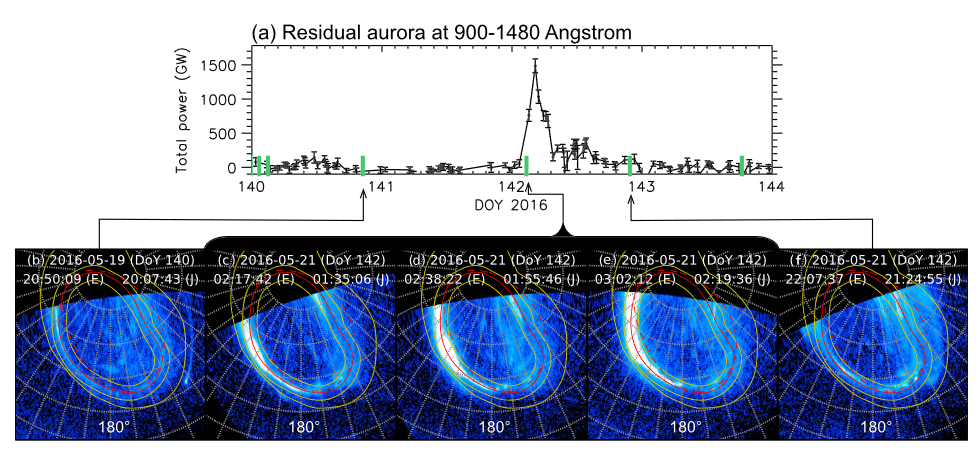 (a) Residual aurora at 900-1480 Angstrom
Total power (GW)
1500
1000
500
0
140 141 142 143 144
DOY 2016
(b) 2016-05-19 (DoY 140)
20:50:09 (E) 20:07:43 (J)
180°
(c) 2016-05-21 (DoY 142)
02:17:42 (E) 01:35:06 (J)
180°
(d) 2016-05-21 (DoY 142)
02:38:22 (E) 01:55:46 (J)
180°
(e) 2016-05-21 (DoY 142)
03:02:12 (E) 02:19:36 (J)
180°
(f) 2016-05-21 (DoY 142)
22:07:37 (E) 21:24:55 (J)
180°